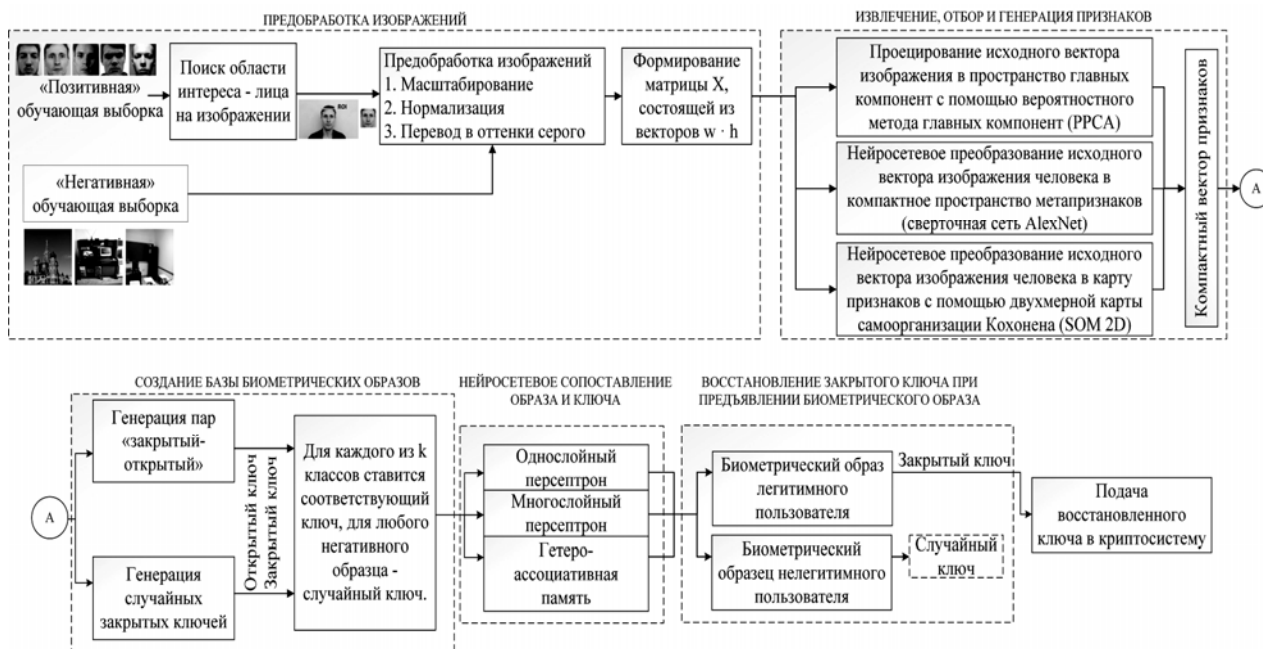 ПРЕДОБРАБОТКА ИЗОБРАЖЕНИЙ
«Позитивная»
обучающая выборка
Поиск области
интереса - лица
на изображении
ROI
Предобработка изображений
1. Масштабирование
2. Нормализация
3. Перевод в оттенки серого
Формирование
матрицы X,
состоящей из
векторов w · h
«Негативная»
обучающая выборка
ИЗВЛЕЧЕНИЕ, ОТБОР И ГЕНЕРАЦИЯ ПРИЗНАКОВ
Проецирование исходного вектора
изображения в пространство главных
компонент с помощью вероятностного
метода главных компонент (PPCA)
Нейросетевое преобразование исходного
вектора изображения человека в
компактное пространство метапризнаков
(сверточная сеть AlexNet)
Нейросетевое преобразование исходного
вектора изображения человека в карту
признаков с помощью двухмерной карты
самоорганизации Кохонена (SOM 2D)
Компактный вектор признаков
А
СОЗДАНИЕ БАЗЫ БИОМЕТРИЧЕСКИХ ОБРАЗОВ
А
Генерация пар
«закрытый-
открытый»
Генерация
случайных
закрытых ключей
Открытый ключ
Закрытый ключ
Для каждого из k
классов ставится
соответствующий
ключ, для любого
негативного
образца -
случайный ключ.
НЕЙРОСЕТЕВОЕ СОПОСТАВЛЕНИЕ
ОБРАЗА И КЛЮЧА
Однослойный
персептрон
Многослойный
персептрон
Гетеро-
ассоциативная
память
ВОССТАНОВЛЕНИЕ ЗАКРЫТОГО КЛЮЧА ПРИ
ПРЕДЪЯВЛЕНИИ БИОМЕТРИЧЕСКОГО ОБРАЗА
Биометрический образ
легитимного
пользователя
Закрытый ключ
Биометрический
образец нелегитимного
пользователя
Случайный
ключ
Подача
восстановленного
ключа в криптосистему